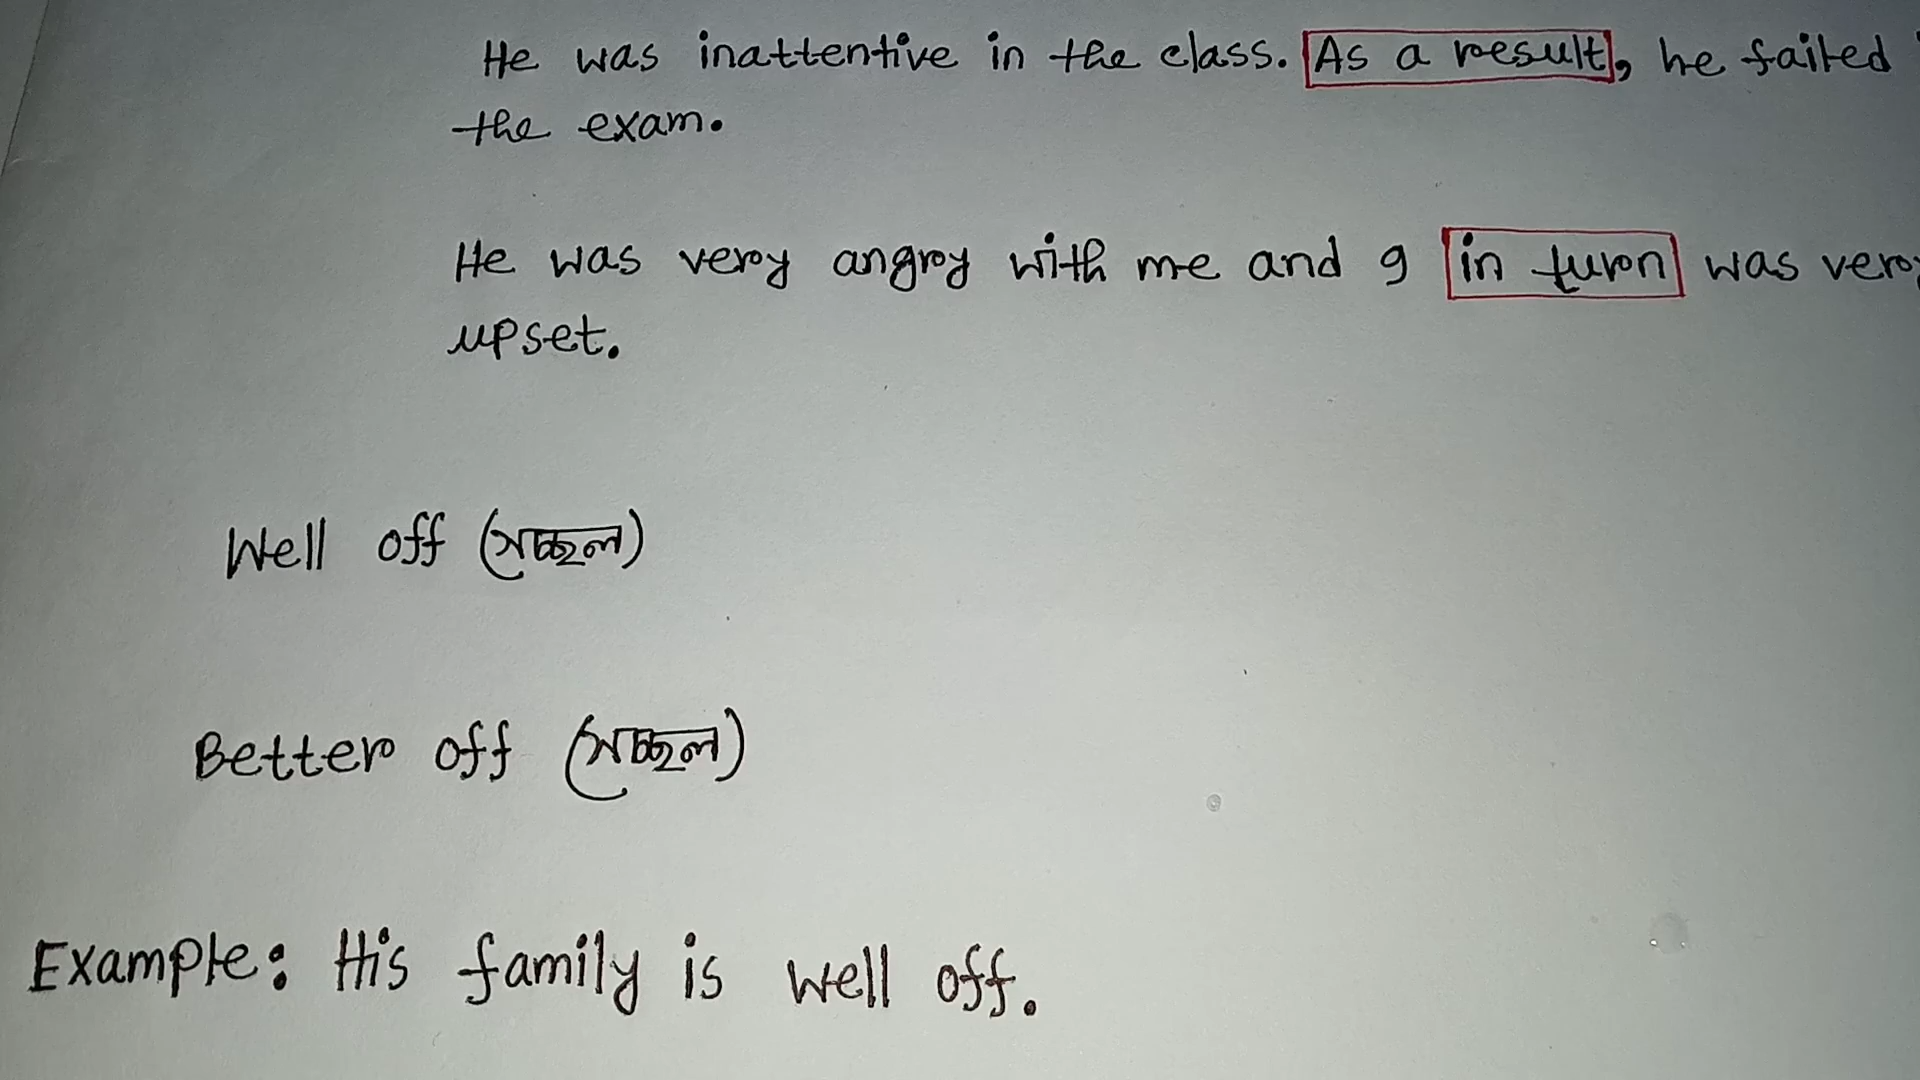 He was inattentive in the class. As a result, he failed
the exam.
He was very angry with me and I in turn was very
upset.
Well off (সচ্ছল)
Better off (সচ্ছল)
Example: His family is well off.